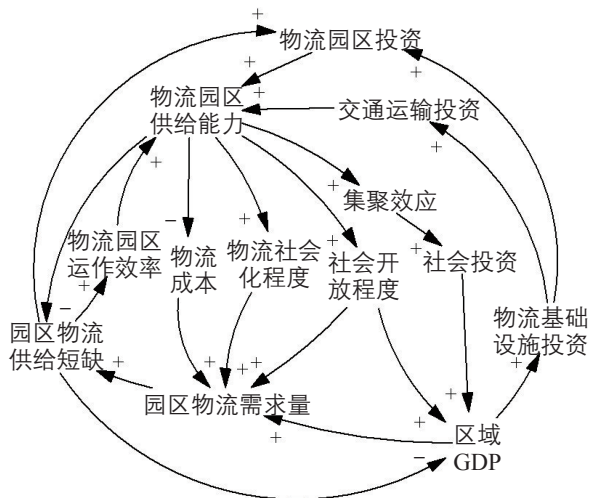 +
物流园区投资
+
+
物流园区
供给能力
+
交通运输投资
+
+
+
集聚效应
−
+
+
+
物流园区
运作效率
物流
成本
物流社会
化程度
社会开
放程度
社会投资
+
−
园区物流
供给短缺
物流基础
设施投资
+
+
+
+
+
园区物流需求量
+
+
+
−
区域
GDP